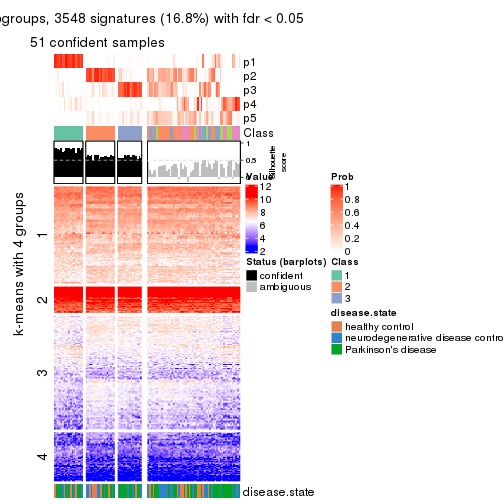 ogroups, 3548 signatures (16.8%) with fdr < 0.05
51 confident samples
p1
p2
p3
p4
p5
Class
1
0.5
0
Silhouette
score
k-means with 4 groups
1
2
3
4
Value
12
10
8
6
4
2
Prob
1
0.8
0.6
0.4
0.2
0
Status (barplots)
confident
ambiguous
Class
1
2
3
disease.state
healthy control
neurodegenerative disease contro
Parkinson's disease
disease.state